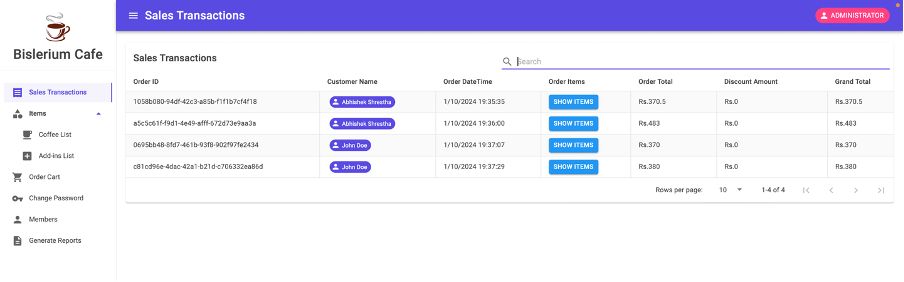 Sales Transactions
ADMINISTRATOR
Bislerium Cafe
Sales Transactions
Items
Coffee List
Add-ins List
Order Cart
Change Password
Members
Generate Reports
Sales Transactions
Search
Order ID Customer Name Order DateTime Order Items Order Total Discount Amount Grand Total
1058b080-94df-42c3-a85b-f1f1b7cf4f18 Abhishek Shrestha 1/10/2024 19:35:35 SHOW ITEMS Rs.370.5 Rs.0 Rs.370.5
a5c5c61f-f9d1-4e49-afff-672d73e9aa3a Abhishek Shrestha 1/10/2024 19:36:00 SHOW ITEMS Rs.483 Rs.0 Rs.483
0695bb48-8fd7-461b-93f8-902f97fe2434 John Doe 1/10/2024 19:37:07 SHOW ITEMS Rs.370 Rs.0 Rs.370
c81cd96e-4dac-42a1-b21d-c706332ea86d John Doe 1/10/2024 19:37:29 SHOW ITEMS Rs.380 Rs.0 Rs.380
Rows per page: 10 1-4 of 4